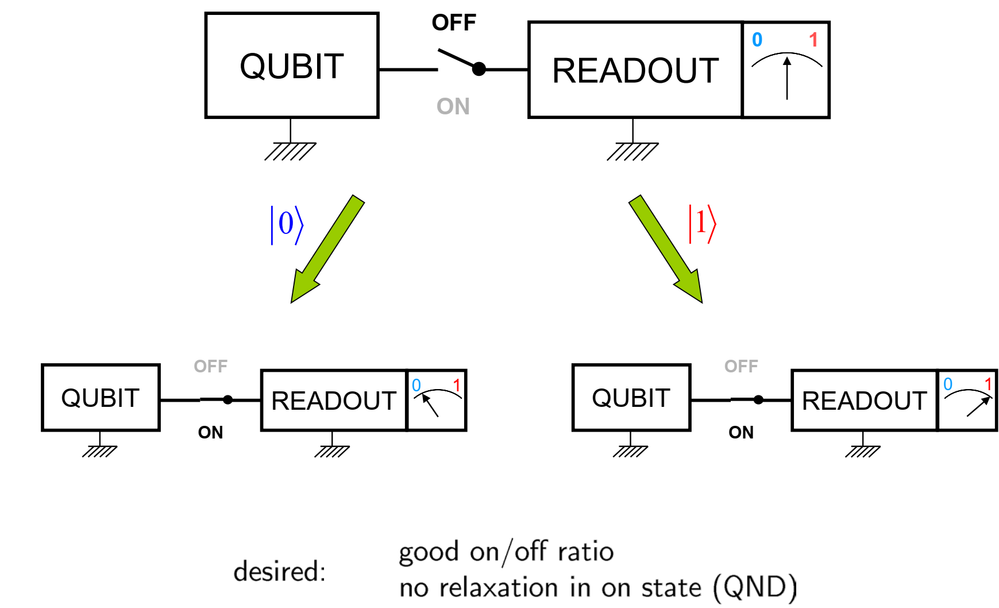 OFF
0 1
QUBIT
READOUT
ON
|0⟩
|1⟩
OFF
OFF
0 1
0 1
QUBIT
READOUT
QUBIT
READOUT
ON
ON
good on/off ratio
desired:
no relaxation in on state (QND)